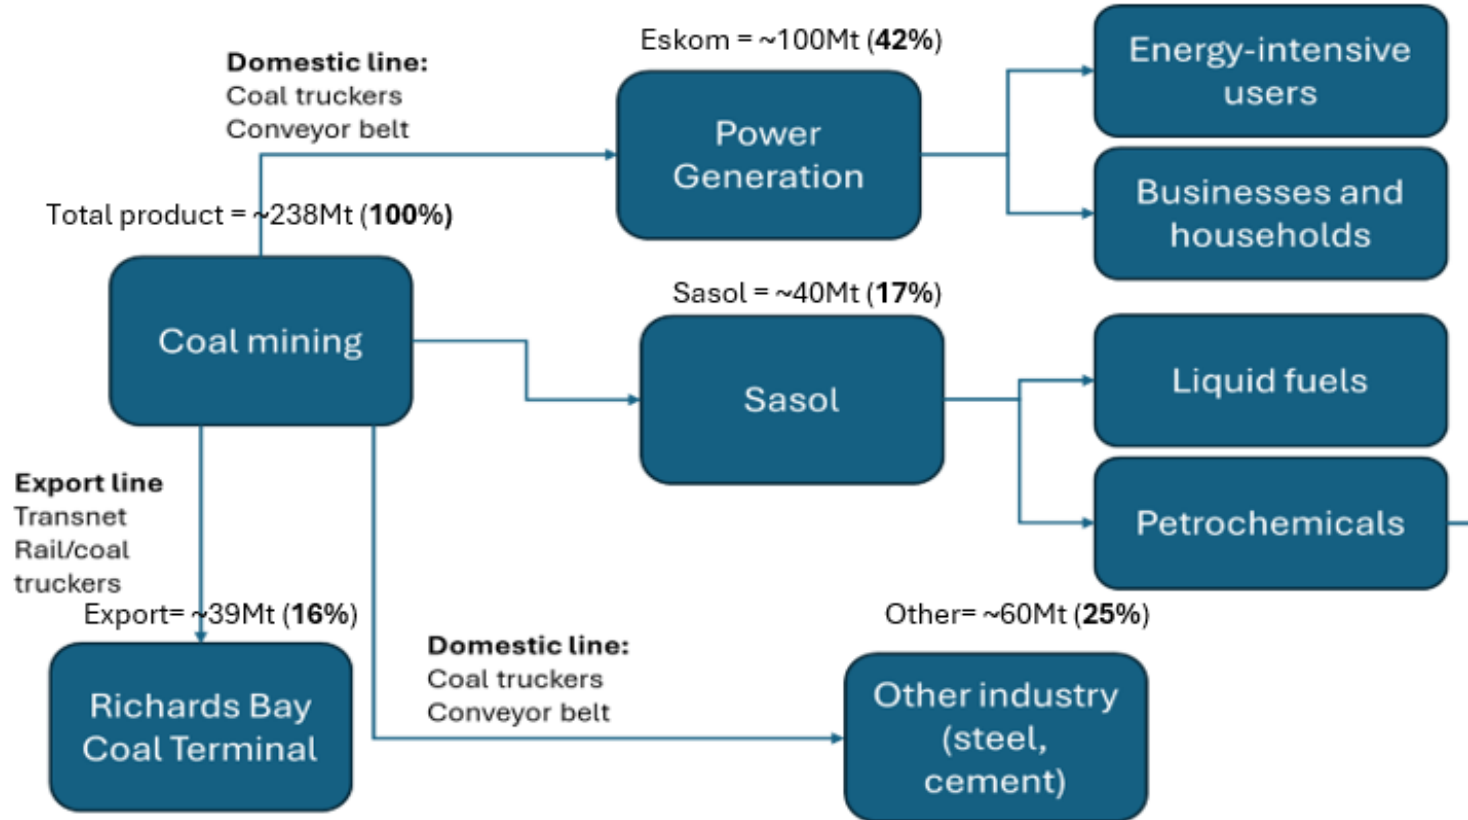 Eskom = ~100Mt (42%)
Domestic line:
Coal truckers
Conveyor belt
Power
Generation
Energy-intensive
users
Businesses and
households
Total product = ~238Mt (100%)
Coal mining
Sasol = ~40Mt (17%)
Sasol
Liquid fuels
Petrochemicals
Export line
Transnet
Rail/coal
truckers
Export= ~39Mt (16%)
Richards Bay
Coal Terminal
Domestic line:
Coal truckers
Conveyor belt
Other= ~60Mt (25%)
Other industry
(steel,
cement)